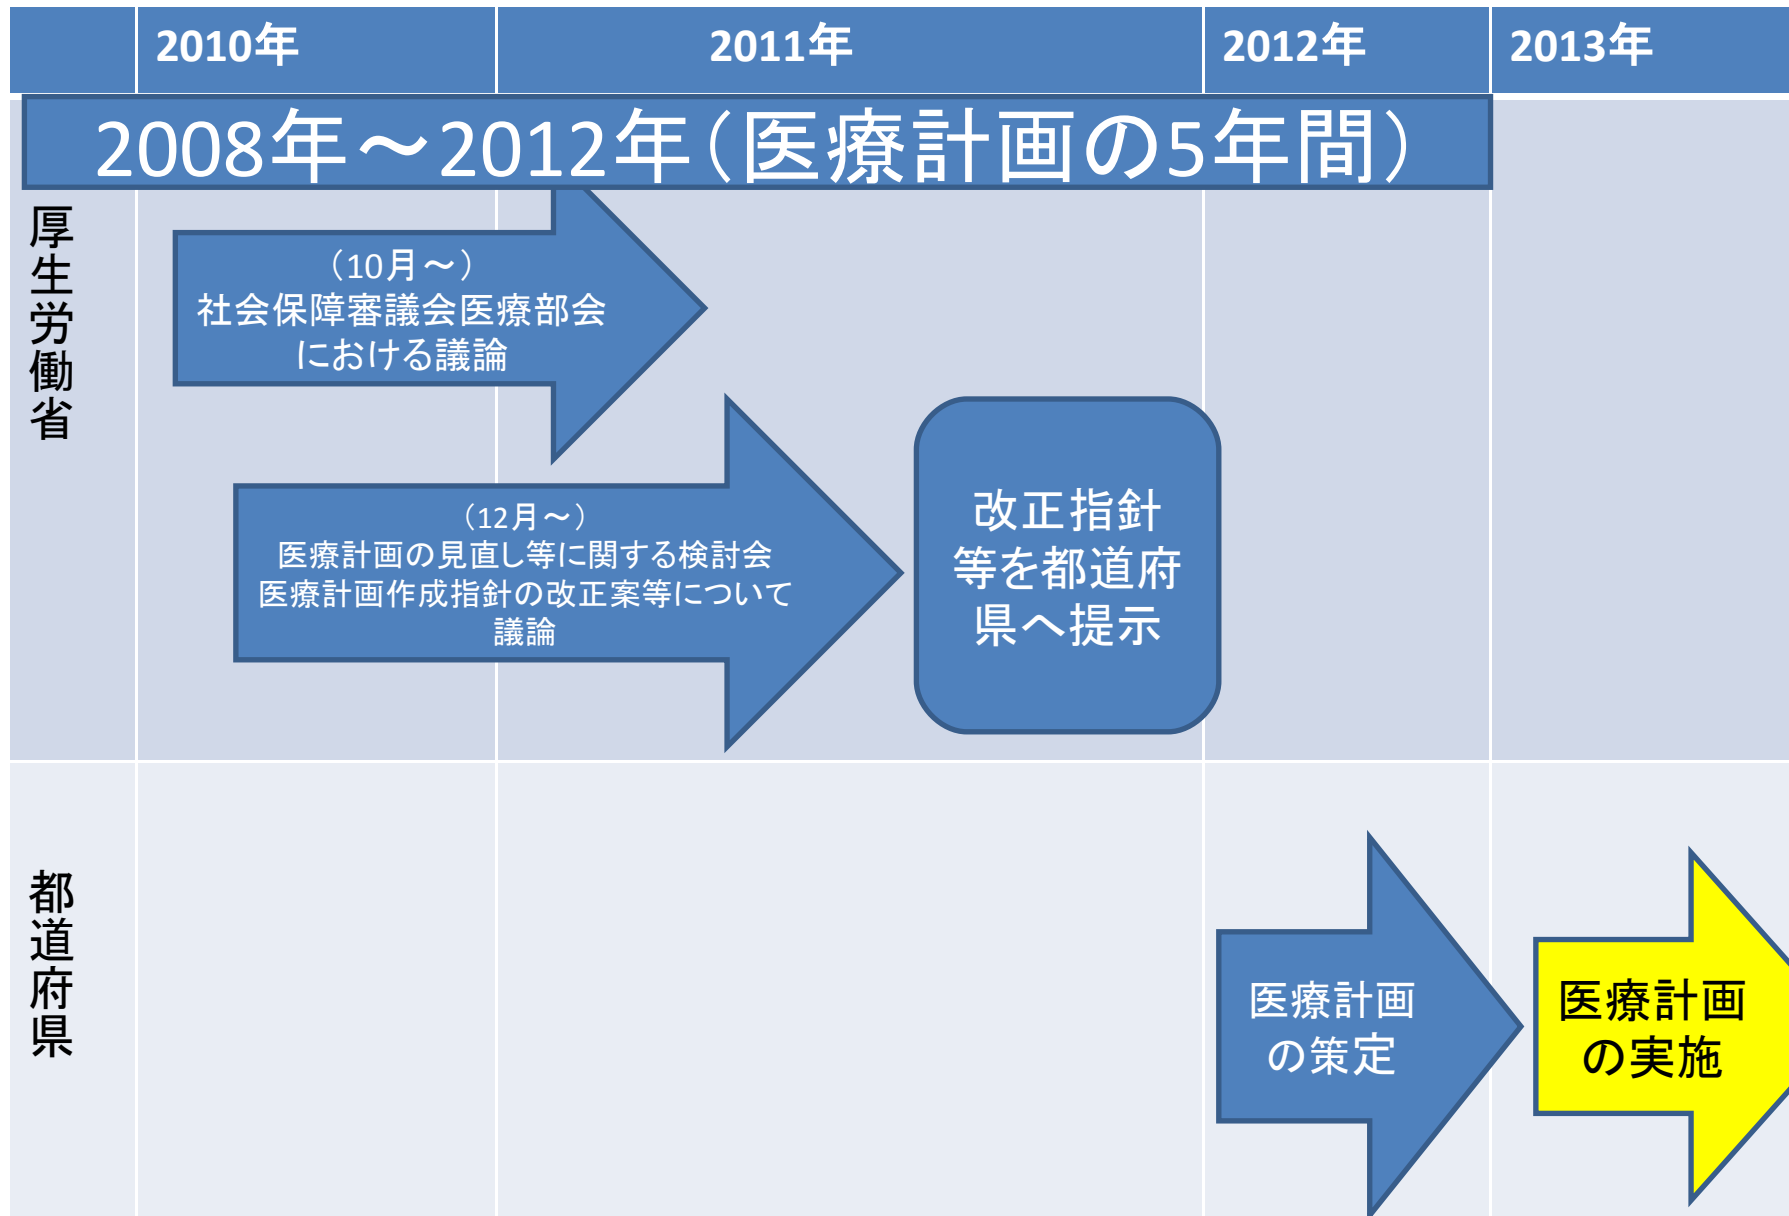 2010年
2011年
2012年
2013年
2008年～2012年（医療計画の5年間）
厚生労働省
（10月～）
社会保障審議会医療部会
における議論
（12月～）
医療計画の見直し等に関する検討会
医療計画作成指針の改正案等について
議論
改正指針
等を都道府
県へ提示
都道府県
医療計画
の策定
医療計画
の実施